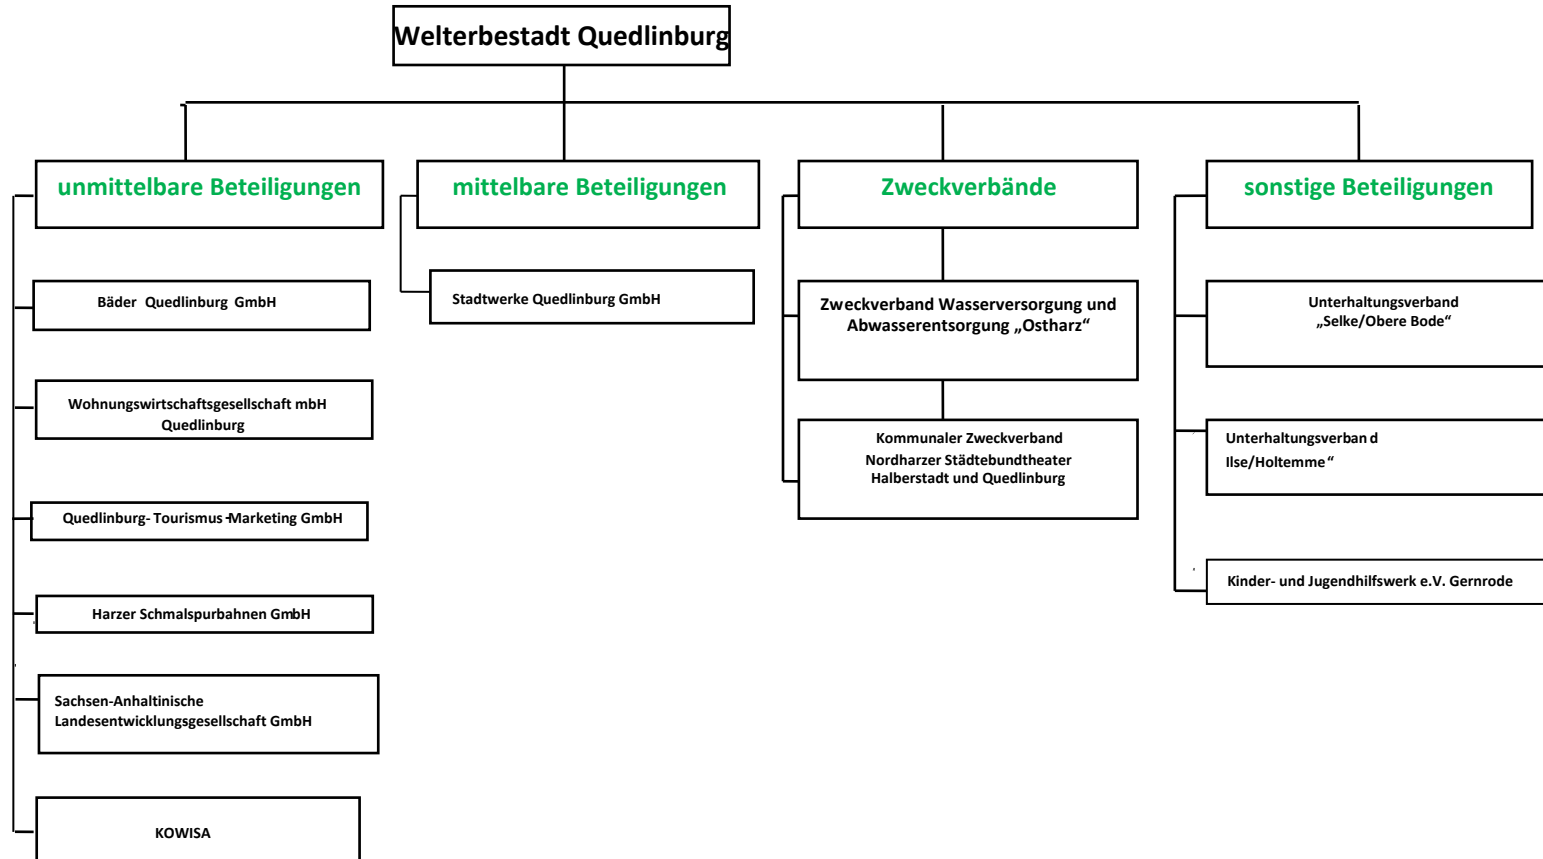 Welterbestadt Quedlinburg
unmittelbare Beteiligungen
Bäder Quedlinburg GmbH
Wohnungswirtschaftsgesellschaft mbH
Quedlinburg
Quedlinburg- Tourismus-Marketing GmbH
Harzer Schmalspurbahnen GmbH
Sachsen-Anhaltinische
Landesentwicklungsgesellschaft GmbH
KOWISA
mittelbare Beteiligungen
Stadtwerke Quedlinburg GmbH
Zweckverbände
Zweckverband Wasserversorgung und
Abwasserentsorgung „Ostharz“
Kommunaler Zweckverband
Nordharzer Städtebundtheater
Halberstadt und Quedlinburg
sonstige Beteiligungen
Unterhaltungsverband
„Selke/Obere Bode“
Unterhaltungsverban d
Ilse/Holtemme“
Kinder- und Jugendhilfswerk e.V. Gernrode